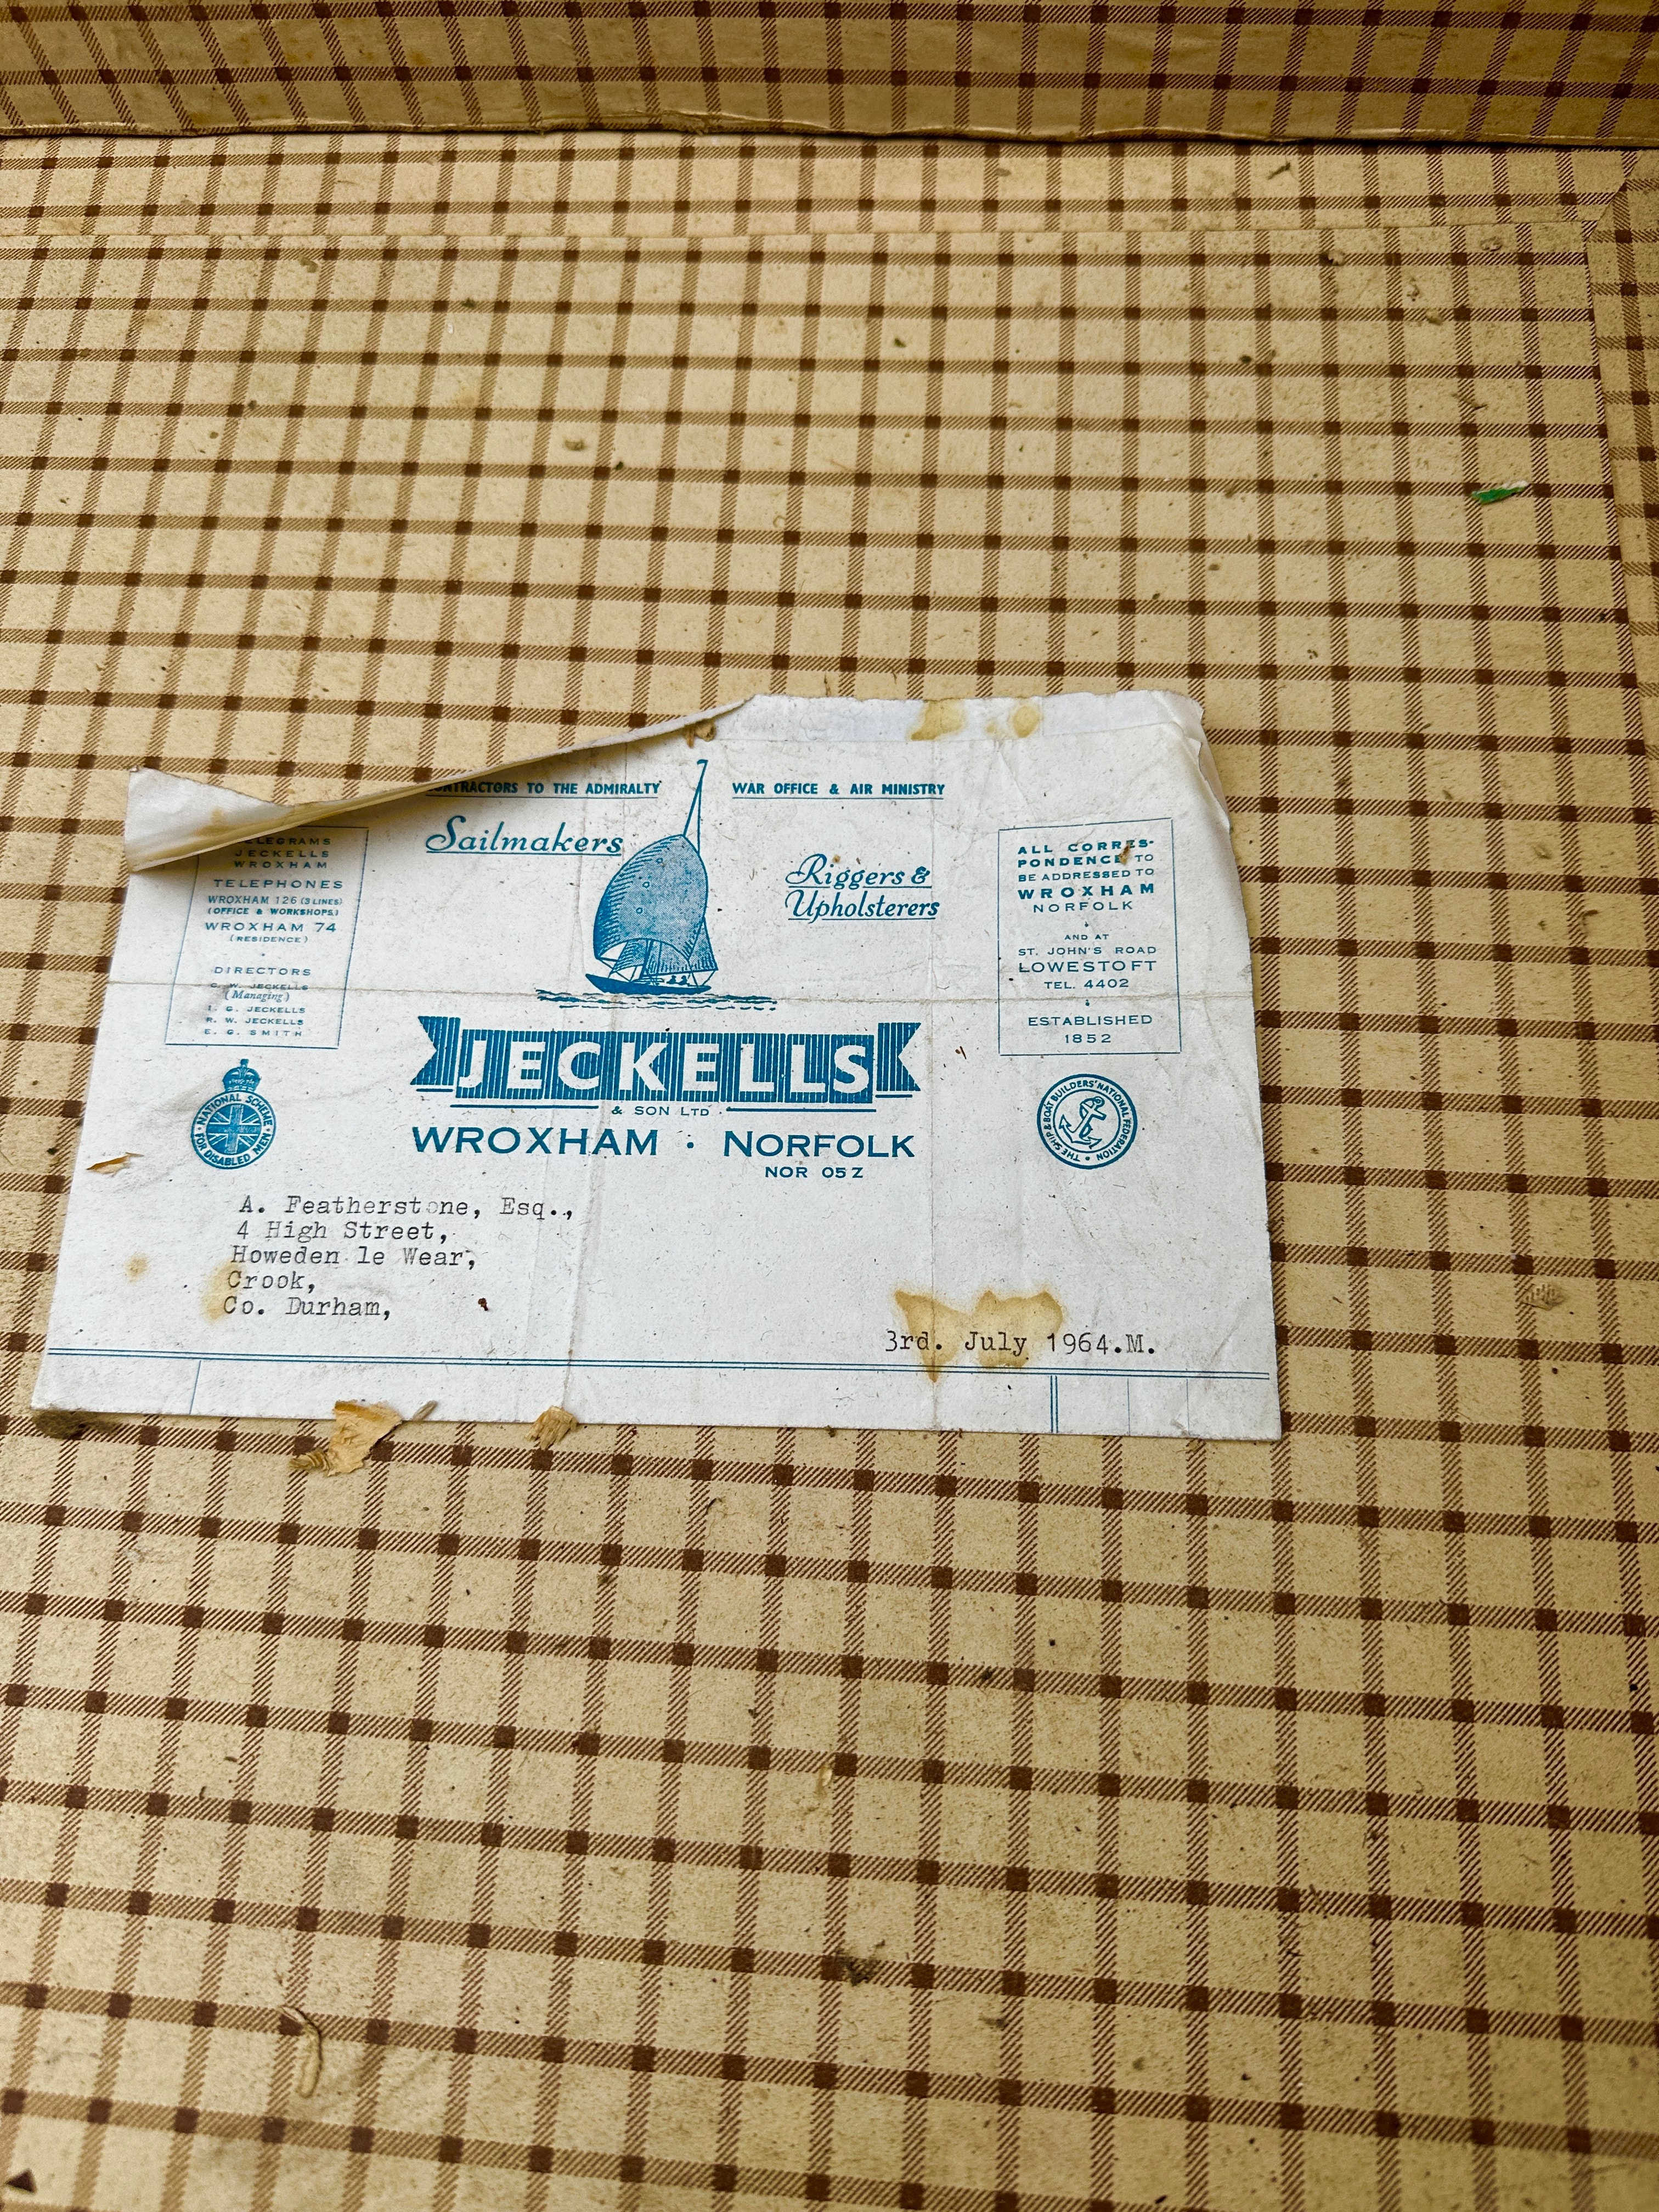 CONTRACTORS TO THE ADMIRALTY
WAR OFFICE & AIR MINISTRY
Sailmakers
Riggers &
Upholsterers
TELEGRAMS
JECKELLS
WROXHAM
TELEPHONES
WROXHAM 126 (3 LINES)
(OFFICE & WORKSHOPS)
WROXHAM 74
(RESIDENCE)
DIRECTORS
C. W. JECKELLS
(Managing)
I. G. JECKELLS
R. W. JECKELLS
E. G. SMITH
ALL CORRES-
PONDENCE TO
BE ADDRESSED TO
WROXHAM
NORFOLK
AND AT
ST. JOHN'S ROAD
LOWESTOFT
TEL. 4402
ESTABLISHED
1852
JECKELLS
& SON LTD.
WROXHAM · NORFOLK
NOR 05Z
NATIONAL SCHEME
FOR DISABLED MEN
THE SHIP & BOAT BUILDERS' NATIONAL FEDERATION
A. Featherstone, Esq.,
4 High Street,
Howeden le Wear,
Crook,
Co. Durham,
3rd. July 1964.M.